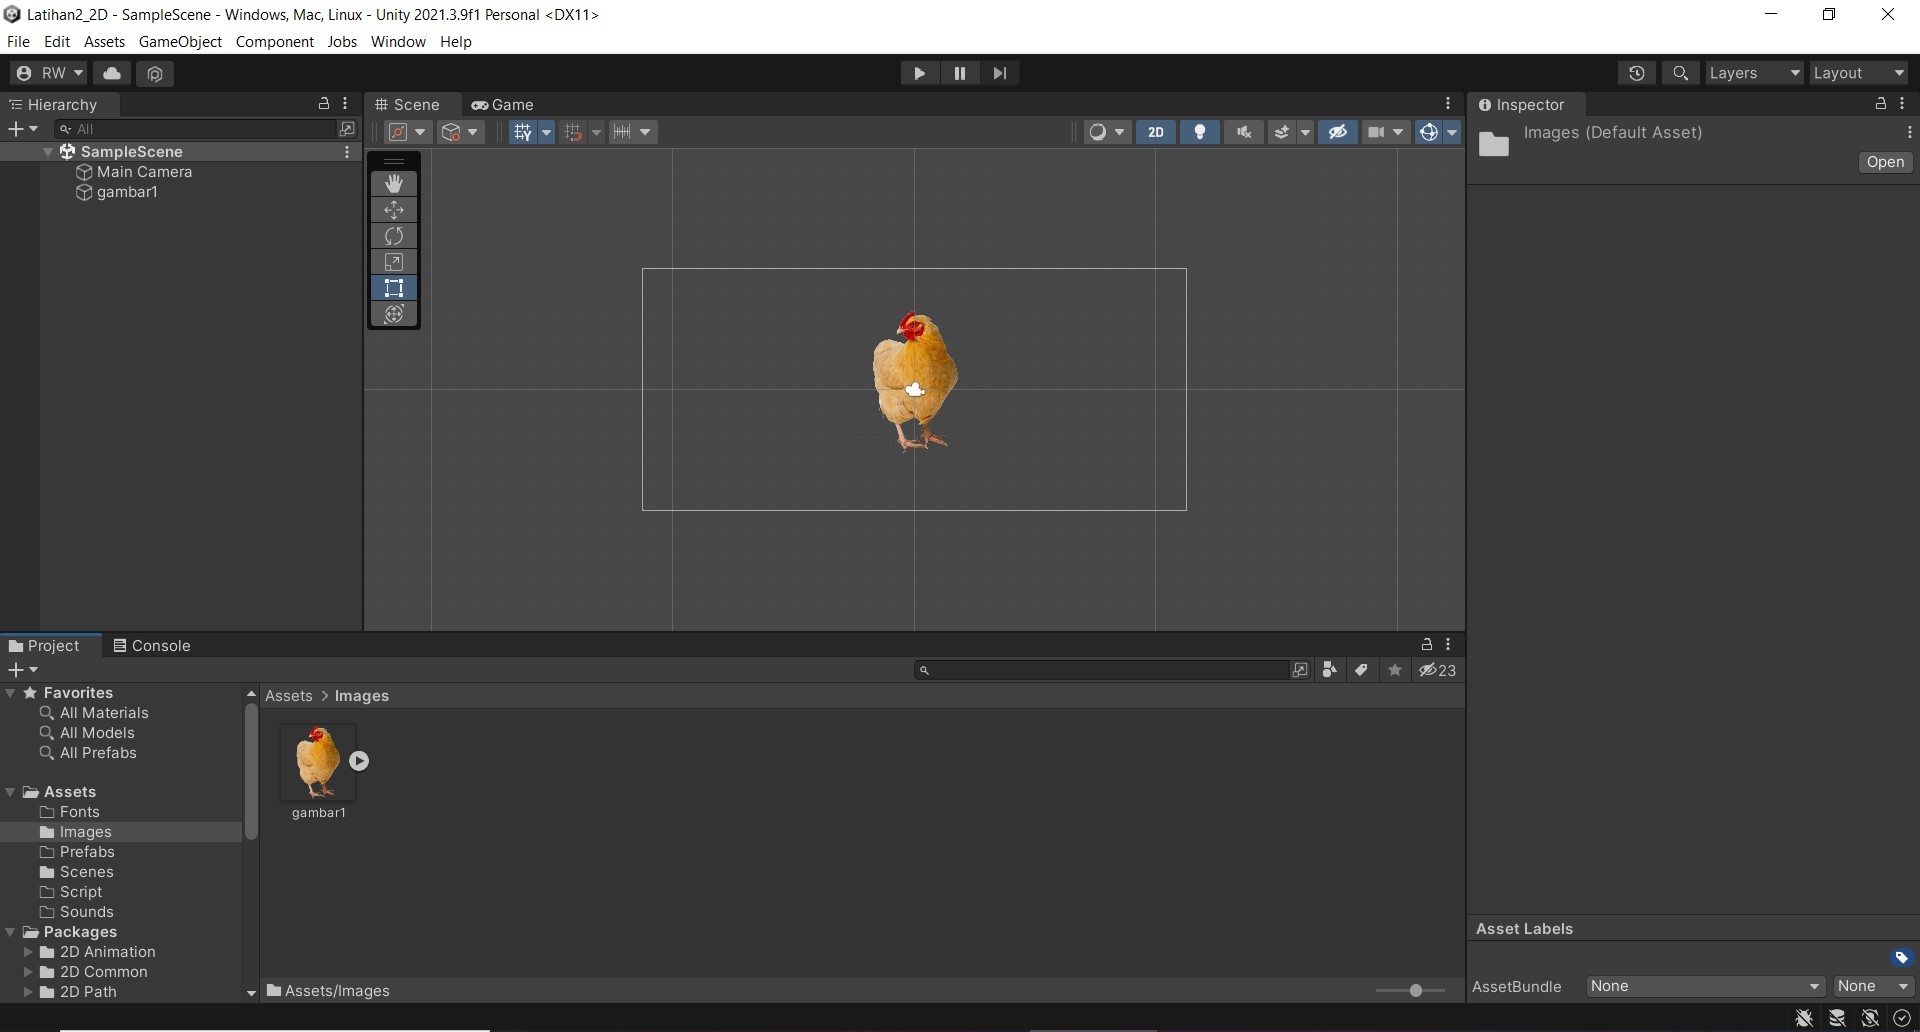 Latihan2_2D - SampleScene - Windows, Mac, Linux - Unity 2021.3.9f1 Personal <DX11>
File Edit Assets GameObject Component Jobs Window Help
RW
Layers
Layout
Hierarchy
Scene
Game
Inspector
All
2D
Images (Default Asset)
Open
SampleScene
Main Camera
gambar1
Project
Console
23
Favorites
All Materials
All Models
All Prefabs
Assets
Fonts
Images
Prefabs
Scenes
Script
Sounds
Packages
2D Animation
2D Common
2D Path
Assets > Images
gambar1
Assets/Images
Asset Labels
AssetBundle None None